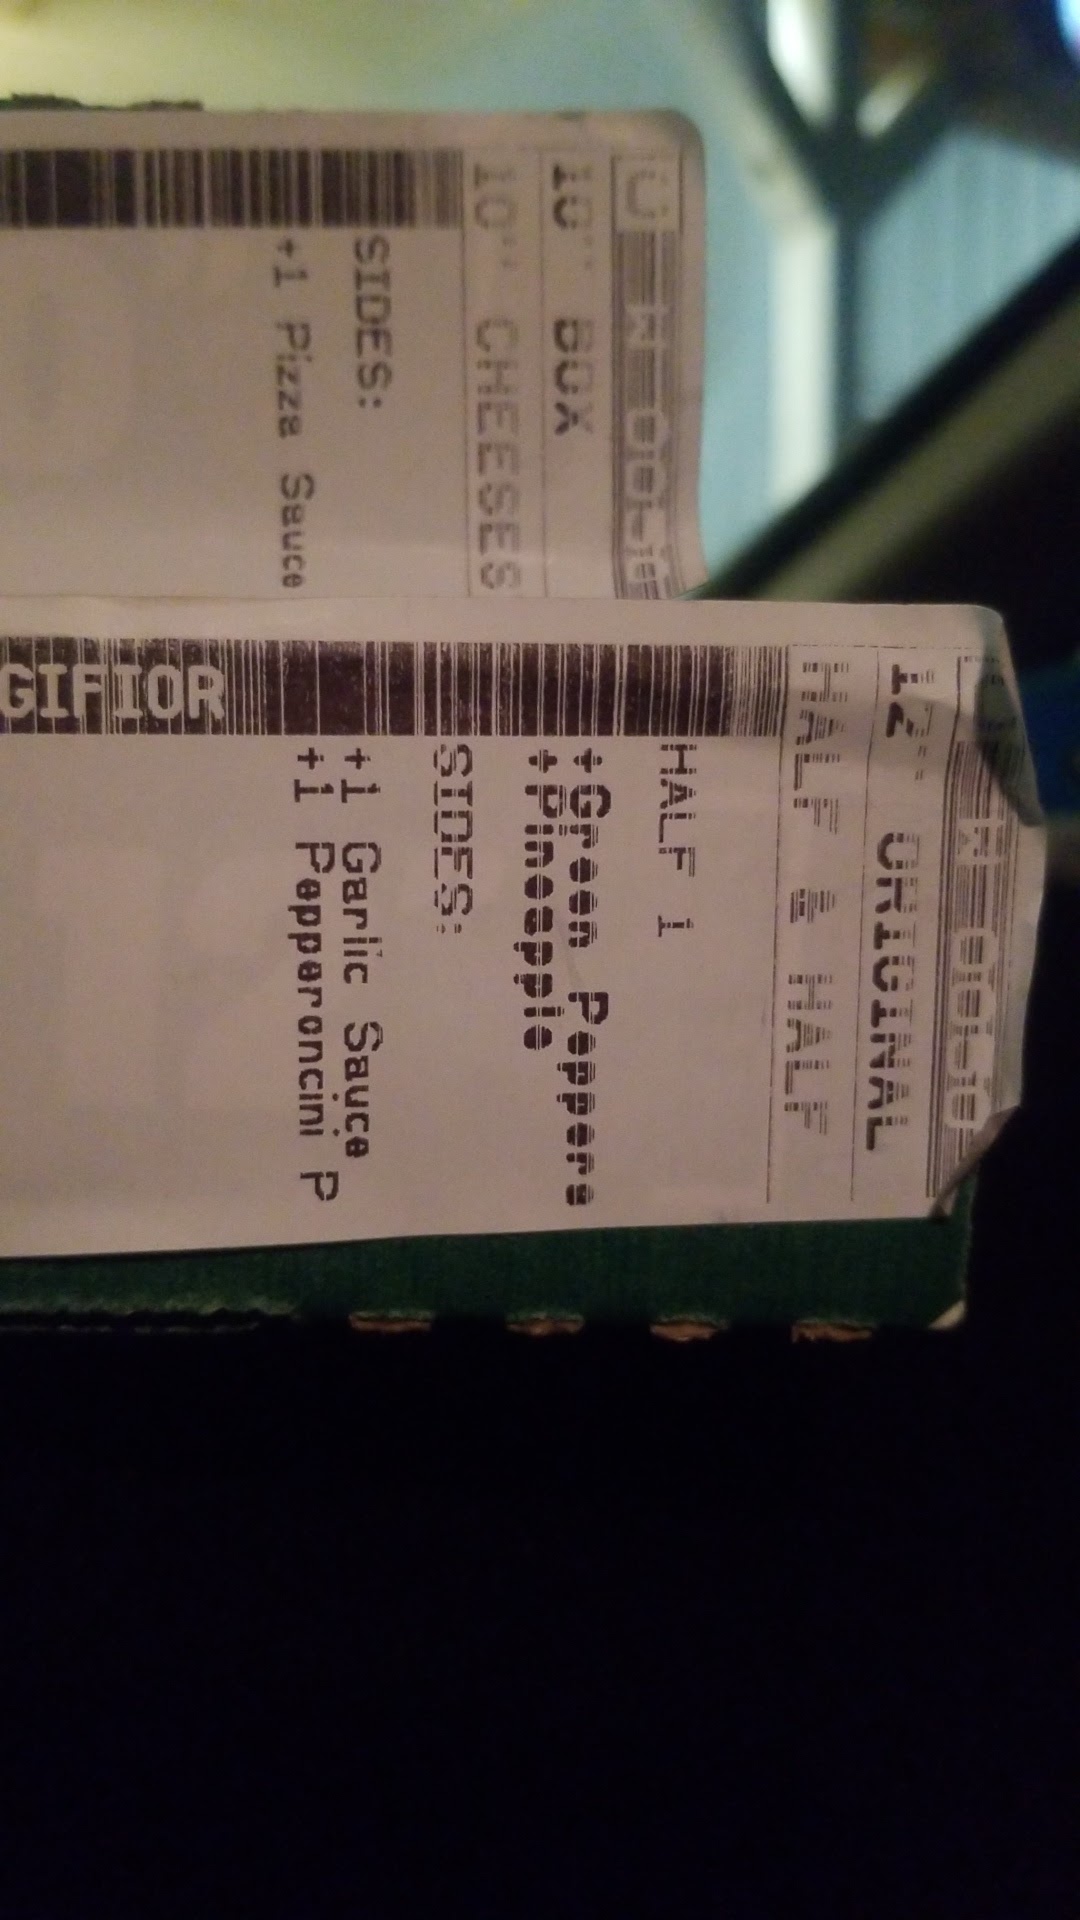 10" BOX
10" CHEESES
SIDES:
+1 Pizza Sauce
12" ORIGINAL
HALF & HALF
HALF 1
+Green Peppers
+Pineapple
SIDES:
+1 Garlic Sauce
+1 Pepperoncini P
GIFIOR